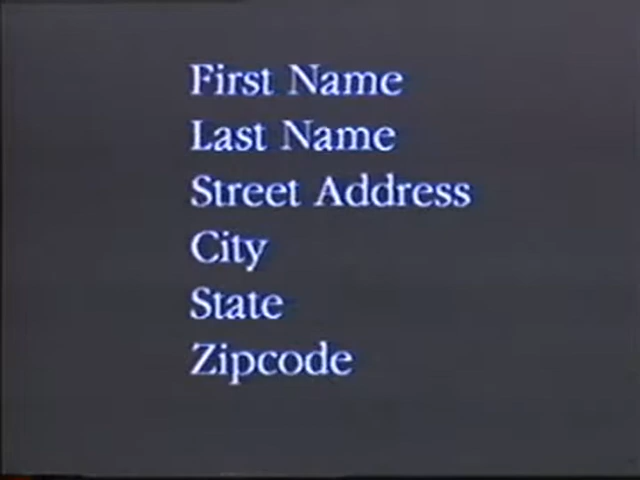 First Name
Last Name
Street Address
City
State
Zipcode